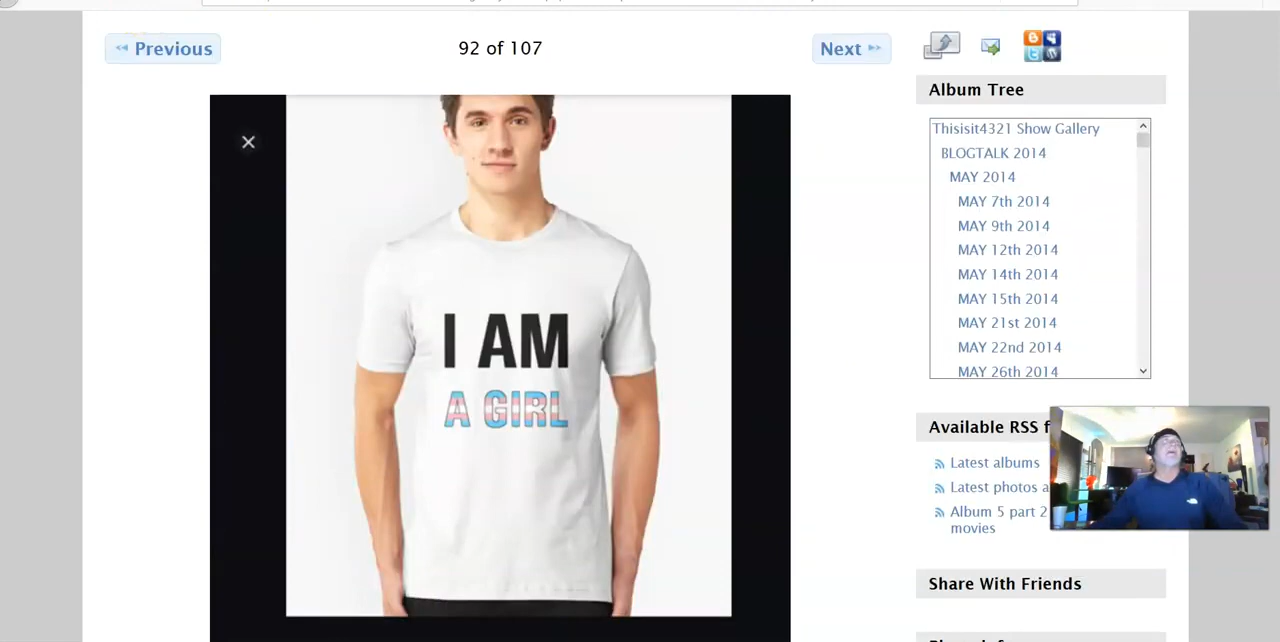 Previous
92 of 107
Next
Album Tree
Thisisit4321 Show Gallery
BLOGTALK 2014
MAY 2014
MAY 7th 2014
MAY 9th 2014
MAY 12th 2014
MAY 14th 2014
MAY 15th 2014
MAY 21st 2014
MAY 22nd 2014
MAY 26th 2014
I AM
A GIRL
Available RSS f
Latest albums
Latest photos a
Album 5 part 2
movies
Share With Friends